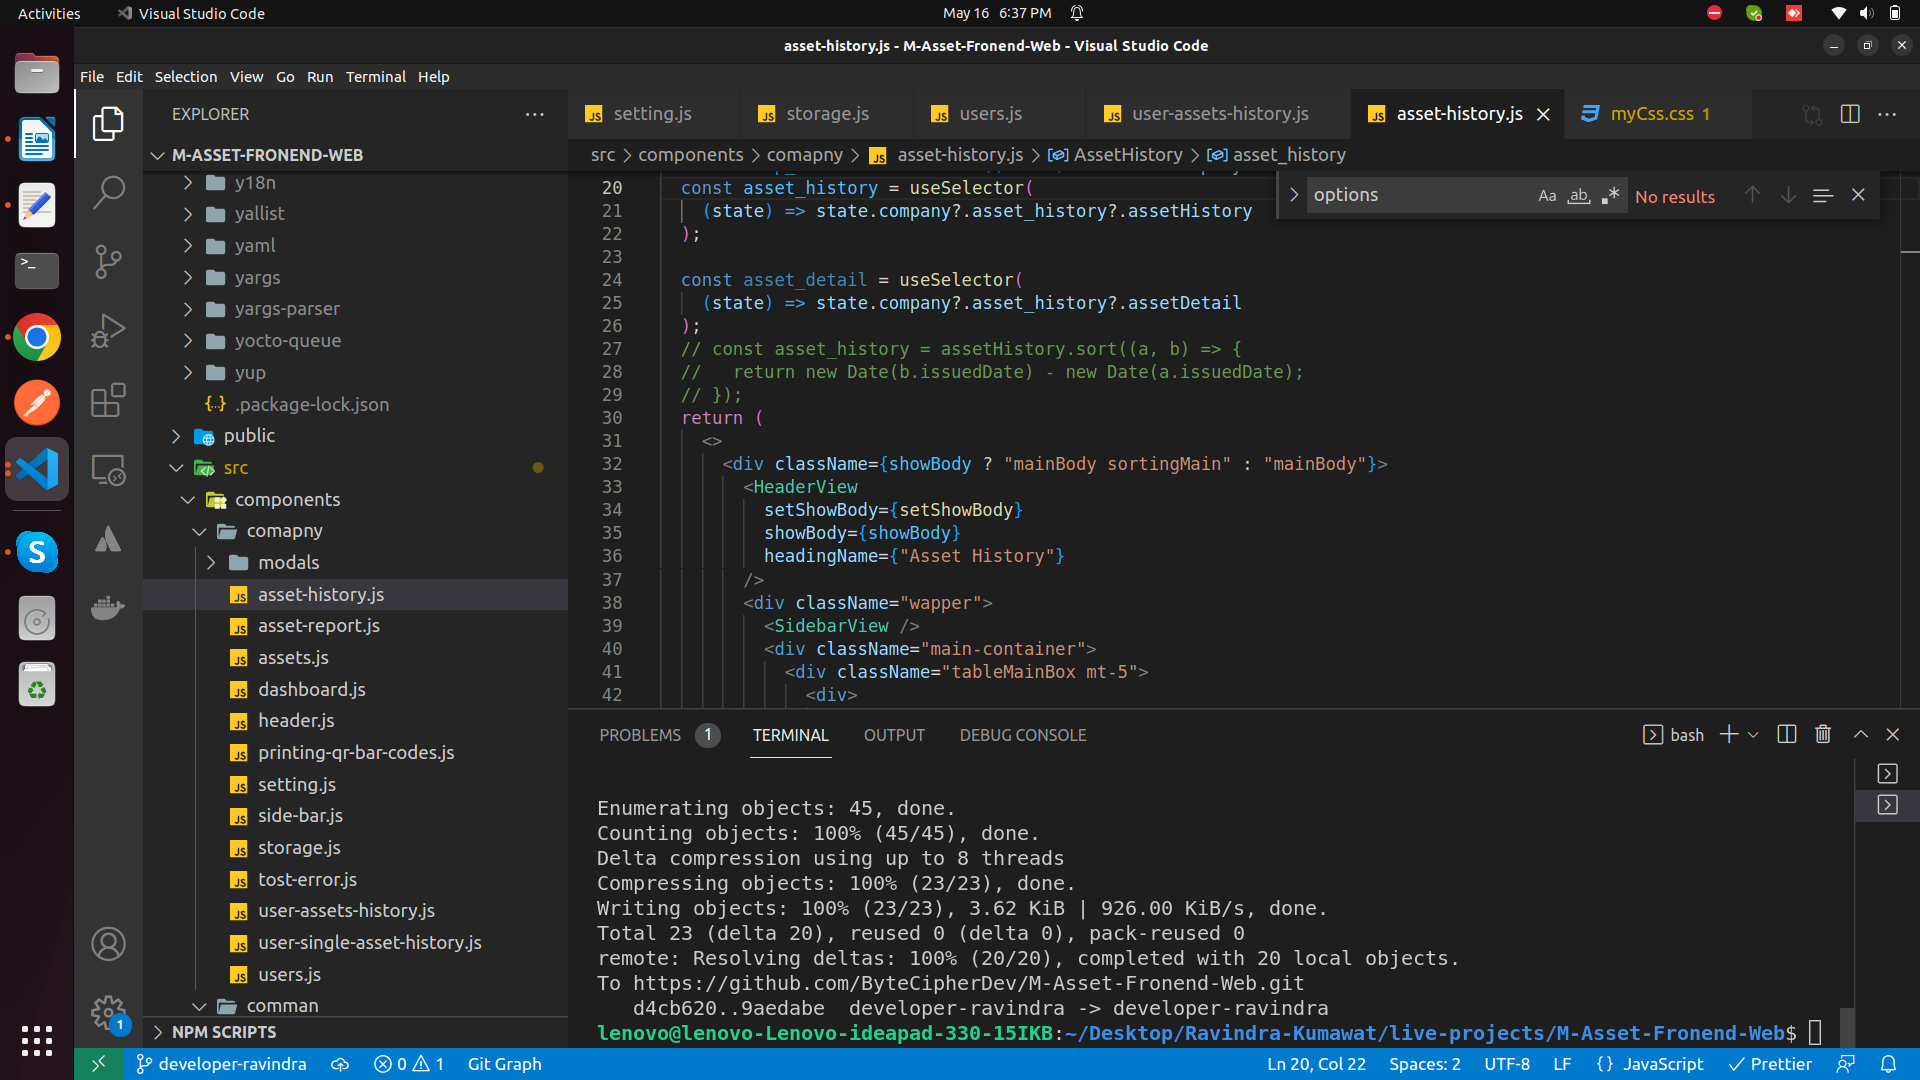 Activities
Visual Studio Code
May 16 6:37 PM
asset-history.js - M-Asset-Fronend-Web - Visual Studio Code
File Edit Selection View Go Run Terminal Help
EXPLORER
M-ASSET-FRONEND-WEB
y18n
yallist
yaml
yargs
yargs-parser
yocto-queue
yup
.package-lock.json
public
src
components
comapny
modals
asset-history.js
asset-report.js
assets.js
dashboard.js
header.js
printing-qr-bar-codes.js
setting.js
side-bar.js
storage.js
tost-error.js
user-assets-history.js
user-single-asset-history.js
users.js
comman
NPM SCRIPTS
setting.js
storage.js
users.js
user-assets-history.js
asset-history.js
myCss.css 1
src > components > comapny > asset-history.js > AssetHistory > asset_history
options
No results
20 const asset_history = useSelector(
21 (state) => state.company?.asset_history?.assetHistory
22 );
23
24 const asset_detail = useSelector(
25 (state) => state.company?.asset_history?.assetDetail
26 );
27 // const asset_history = assetHistory.sort((a, b) => {
28 //   return new Date(b.issuedDate) - new Date(a.issuedDate);
29 // });
30 return (
31 <>
32 <div className={showBody ? "mainBody sortingMain" : "mainBody"}>
33 <HeaderView
34 setShowBody={setShowBody}
35 showBody={showBody}
36 headingName={"Asset History"}
37 />
38 <div className="wapper">
39 <SidebarView />
40 <div className="main-container">
41 <div className="tableMainBox mt-5">
42 <div>
PROBLEMS 1 TERMINAL OUTPUT DEBUG CONSOLE
bash
Enumerating objects: 45, done.
Counting objects: 100% (45/45), done.
Delta compression using up to 8 threads
Compressing objects: 100% (23/23), done.
Writing objects: 100% (23/23), 3.62 KiB | 926.00 KiB/s, done.
Total 23 (delta 20), reused 0 (delta 0), pack-reused 0
remote: Resolving deltas: 100% (20/20), completed with 20 local objects.
To https://github.com/ByteCipherDev/M-Asset-Fronend-Web.git
d4cb620..9aedabe  developer-ravindra -> developer-ravindra
lenovo@lenovo-Lenovo-ideapad-330-15IKB:~/Desktop/Ravindra-Kumawat/live-projects/M-Asset-Fronend-Web$
1
developer-ravindra
0
1
Git Graph
Ln 20, Col 22
Spaces: 2
UTF-8
LF
{} JavaScript
Prettier